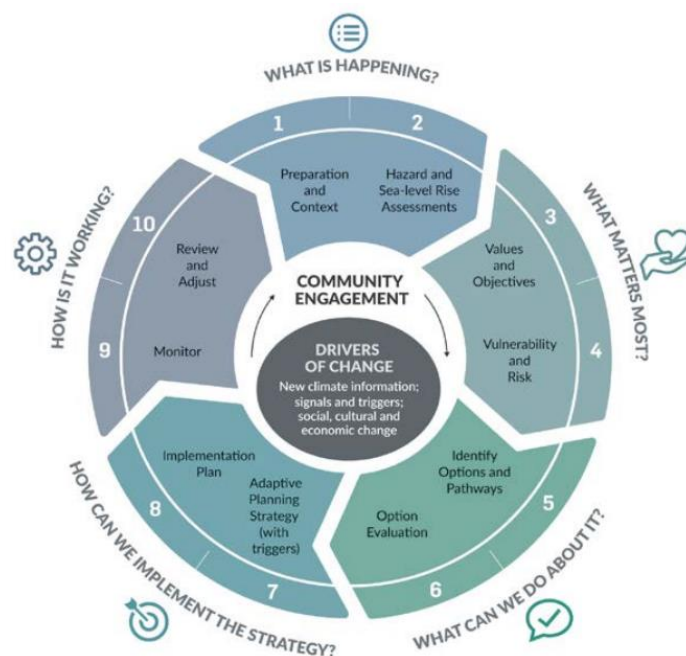 WHAT IS HAPPENING?
1
2
Preparation
and
Context
Hazard and
Sea-level Rise
Assessments
WHAT MATTERS MOST?
3
4
Values
and
Objectives
Vulnerability
and
Risk
WHAT CAN WE DO ABOUT IT?
5
6
Identify
Options and
Pathways
Option
Evaluation
HOW CAN WE IMPLEMENT THE STRATEGY?
7
8
Adaptive
Planning
Strategy
(with
triggers)
Implementation
Plan
HOW IS IT WORKING?
9
10
Monitor
Review
and
Adjust
COMMUNITY
ENGAGEMENT
DRIVERS
OF CHANGE
New climate information;
signals and triggers;
social, cultural and
economic change